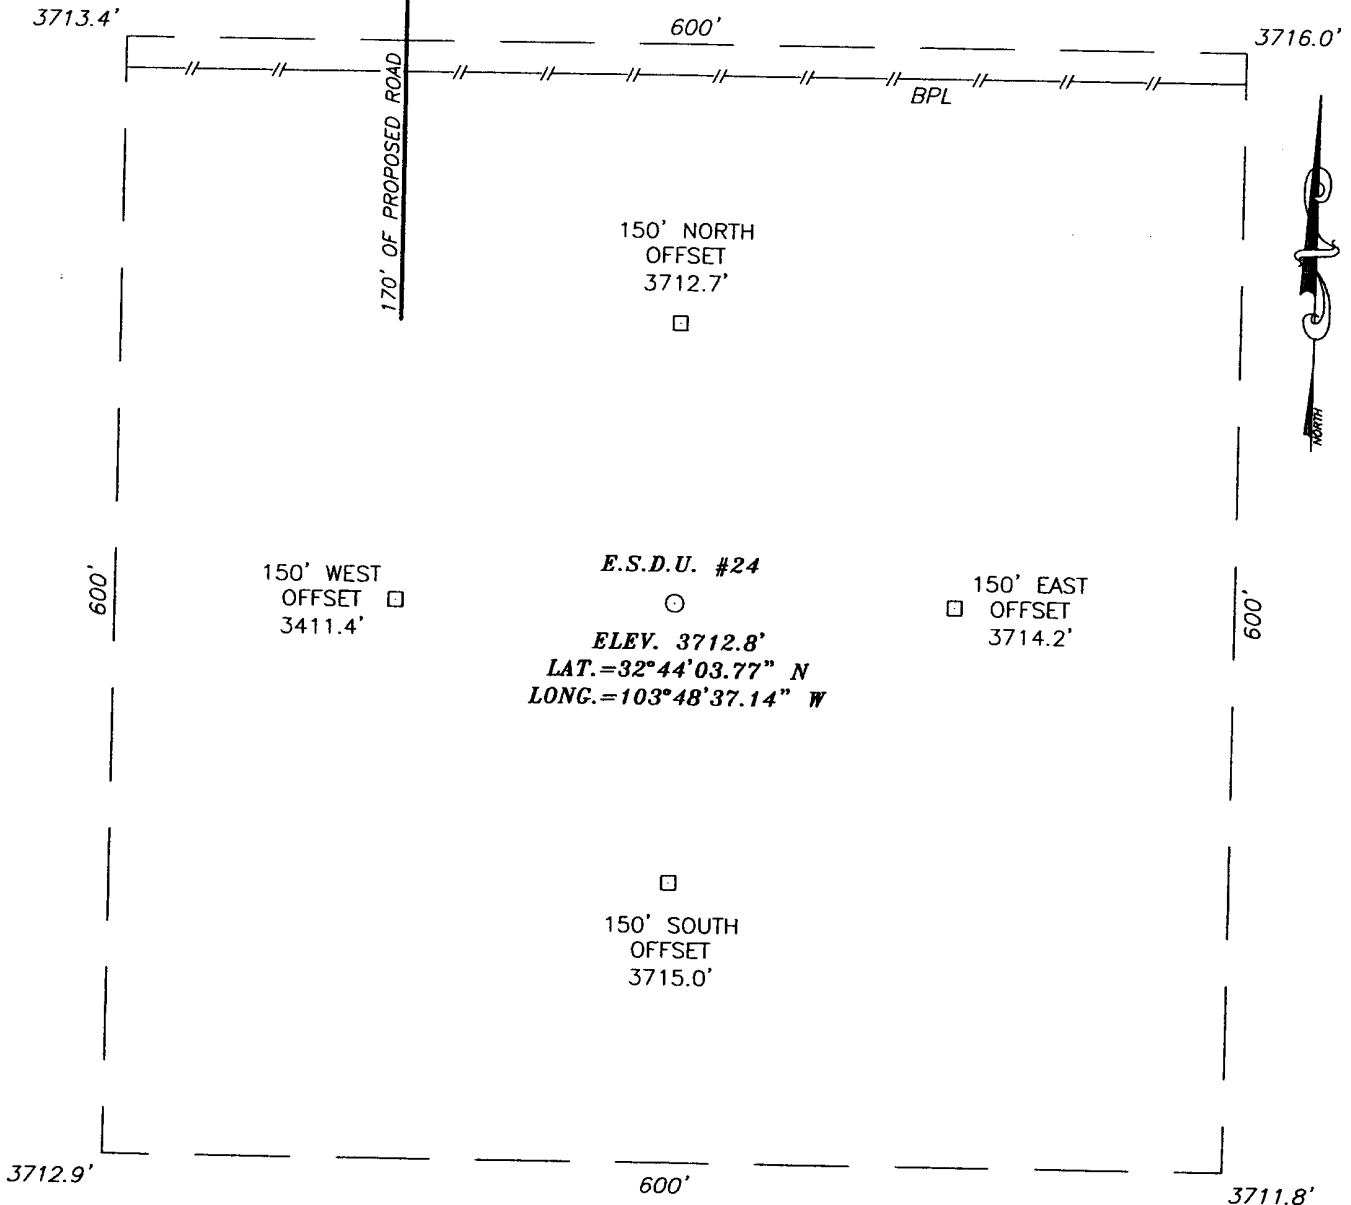 3713.4'
600'
3716.0'
BPL
170' OF PROPOSED ROAD
150' NORTH
OFFSET
3712.7'
NORTH
600'
150' WEST
OFFSET
3411.4'
E.S.D.U. #24
ELEV. 3712.8'
LAT.=32°44'03.77" N
LONG.=103°48'37.14" W
150' EAST
OFFSET
3714.2'
600'
150' SOUTH
OFFSET
3715.0'
3712.9'
600'
3711.8'